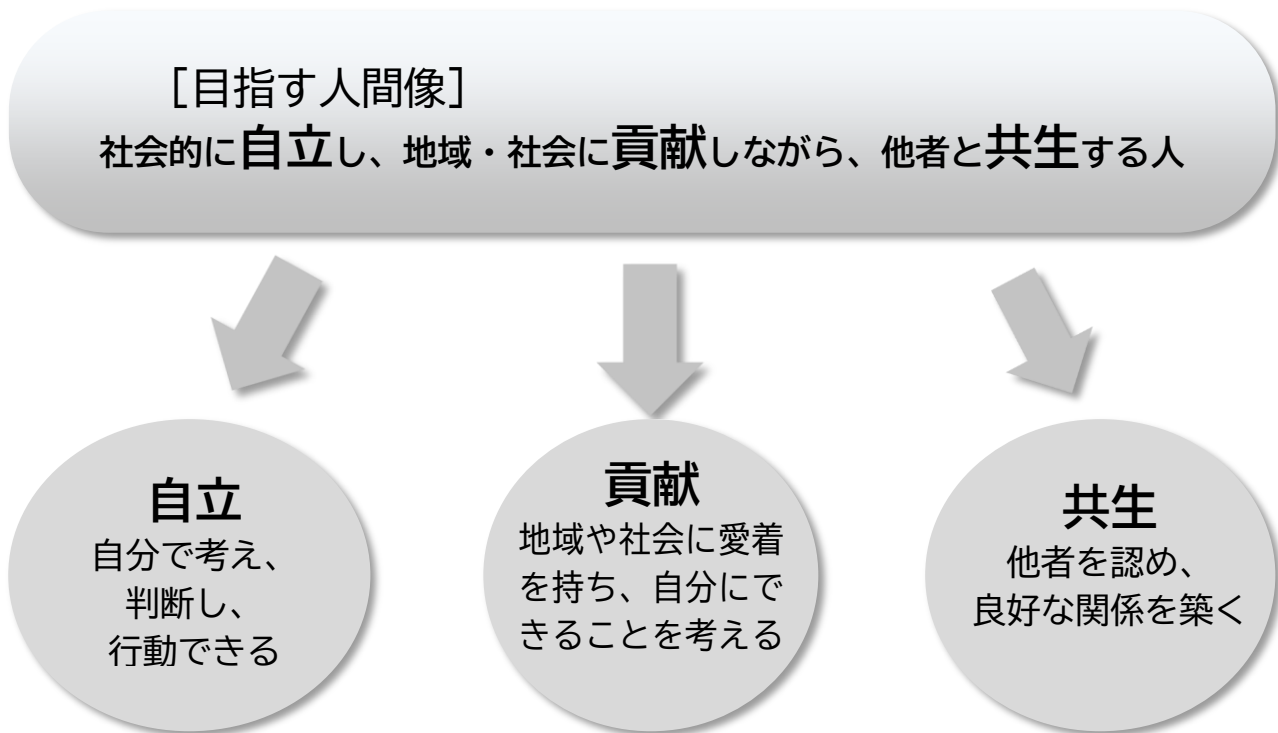 ［目指す人間像］
社会的に自立し、地域・社会に貢献しながら、他者と共生する人
自立
自分で考え、
判断し、
行動できる
貢献
地域や社会に愛着
を持ち、自分にで
きることを考える
共生
他者を認め、
良好な関係を築く